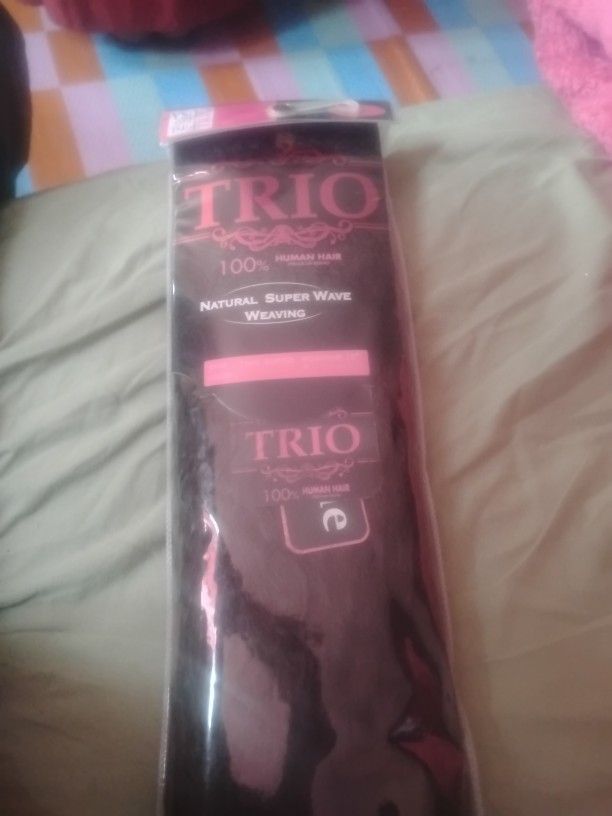 TRIO
100% HUMAN HAIR
NATURAL SUPER WAVE
WEAVING
TRIO
100% HUMAN HAIR
e